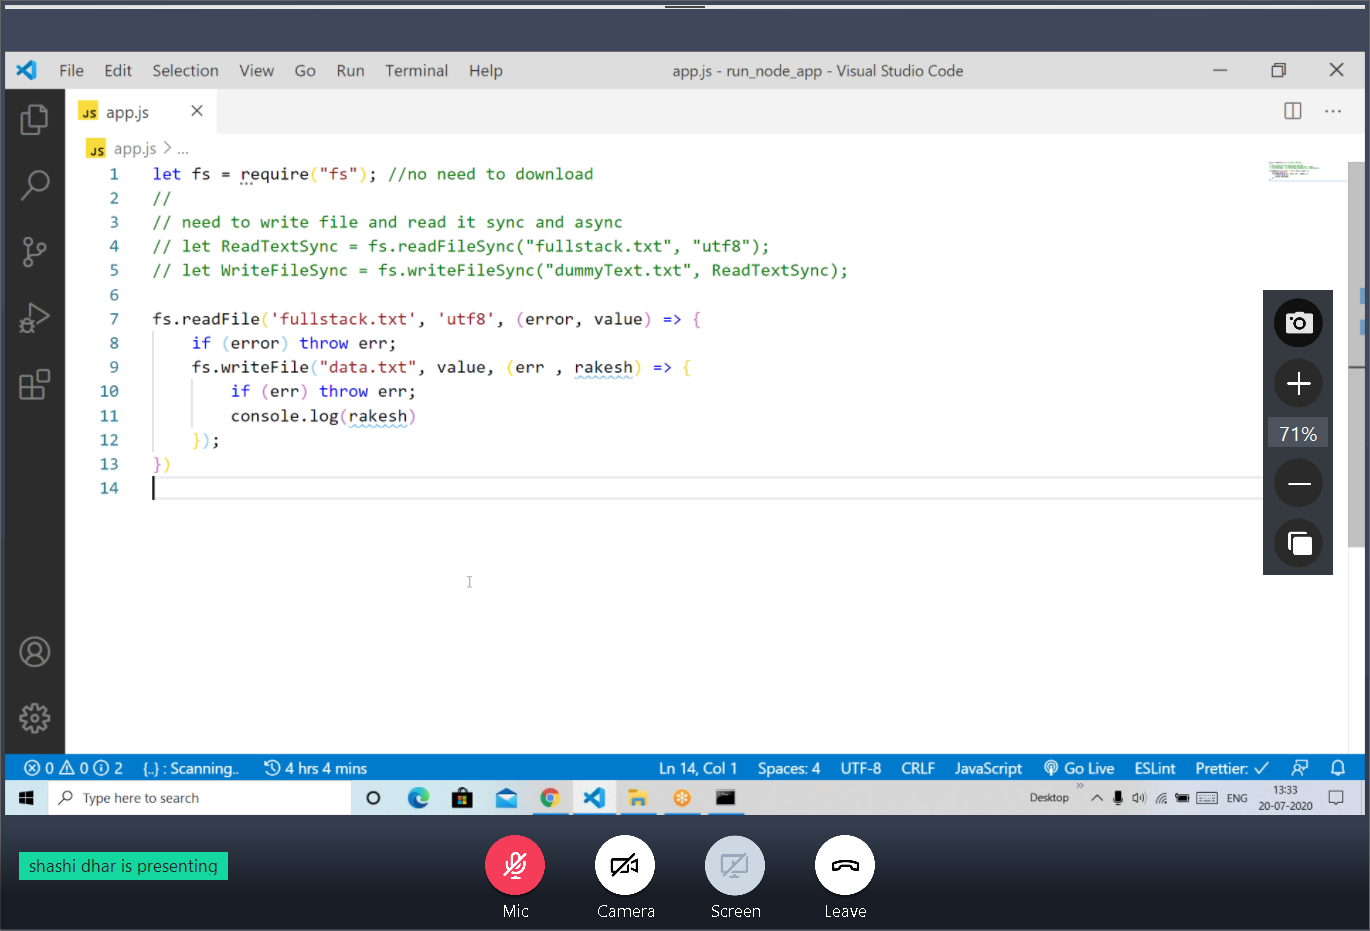 File Edit Selection View Go Run Terminal Help app.js - run_node_app - Visual Studio Code
JS app.js
JS app.js > ...
1 let fs = require("fs"); //no need to download
2 //
3 // need to write file and read it sync and async
4 // let ReadTextSync = fs.readFileSync("fullstack.txt", "utf8");
5 // let WriteFileSync = fs.writeFileSync("dummyText.txt", ReadTextSync);
6
7 fs.readFile('fullstack.txt', 'utf8', (error, value) => {
8 if (error) throw err;
9 fs.writeFile("data.txt", value, (err , rakesh) => {
10 if (err) throw err;
11 console.log(rakesh)
12 });
13 })
14
71%
0 0 2 {..} : Scanning.. 4 hrs 4 mins Ln 14, Col 1 Spaces: 4 UTF-8 CRLF JavaScript Go Live ESLint Prettier: ✓
Type here to search Desktop ENG 13:33
20-07-2020
shashi dhar is presenting
Mic Camera Screen Leave